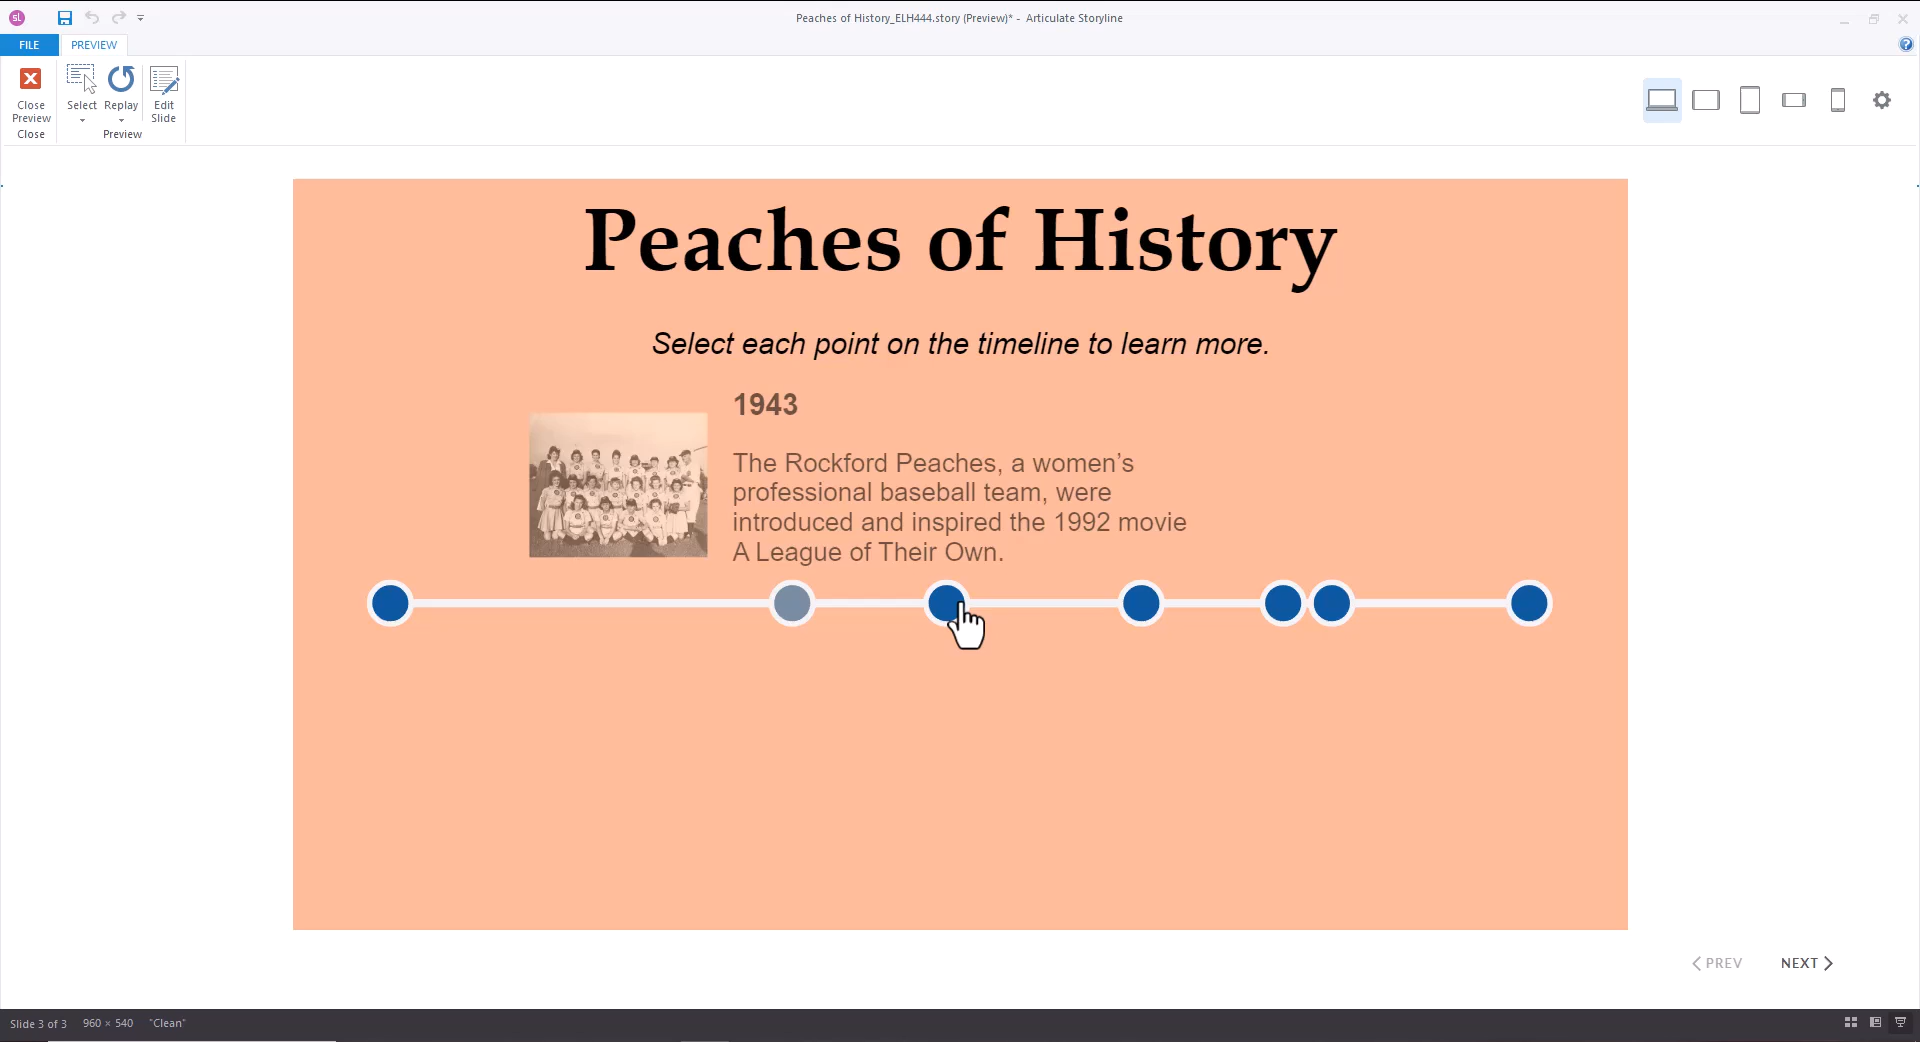 sl
Peaches of History_ELH444.story (Preview)* - Articulate Storyline
FILE
PREVIEW
?
Close
Preview
Select
Replay
Edit
Slide
Close
Preview
Peaches of History
Select each point on the timeline to learn more.
1943
The Rockford Peaches, a women’s
professional baseball team, were
introduced and inspired the 1992 movie
A League of Their Own.
PREV
NEXT
Slide 3 of 3
960 × 540
"Clean"